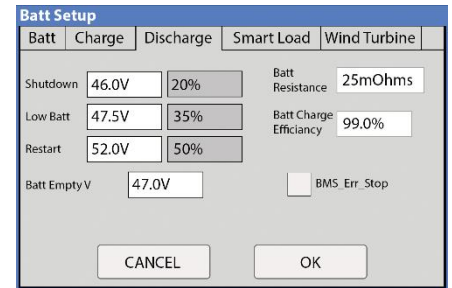 Batt Setup
Batt Charge Discharge Smart Load Wind Turbine
Shutdown 46.0V 20%
Batt
Resistance 25mOhms
Low Batt 47.5V 35%
Batt Charge
Efficiancy 99.0%
Restart 52.0V 50%
Batt Empty V 47.0V
BMS_Err_Stop
CANCEL OK